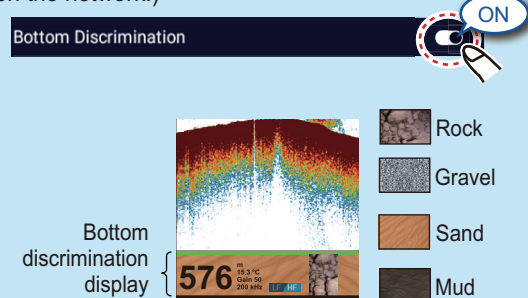 on the network.)
Bottom Discrimination
ON
Rock
Gravel
Sand
Mud
Bottom
discrimination
display
576
m
15,3 °C
Gain 50
200 kHz
LF/HF